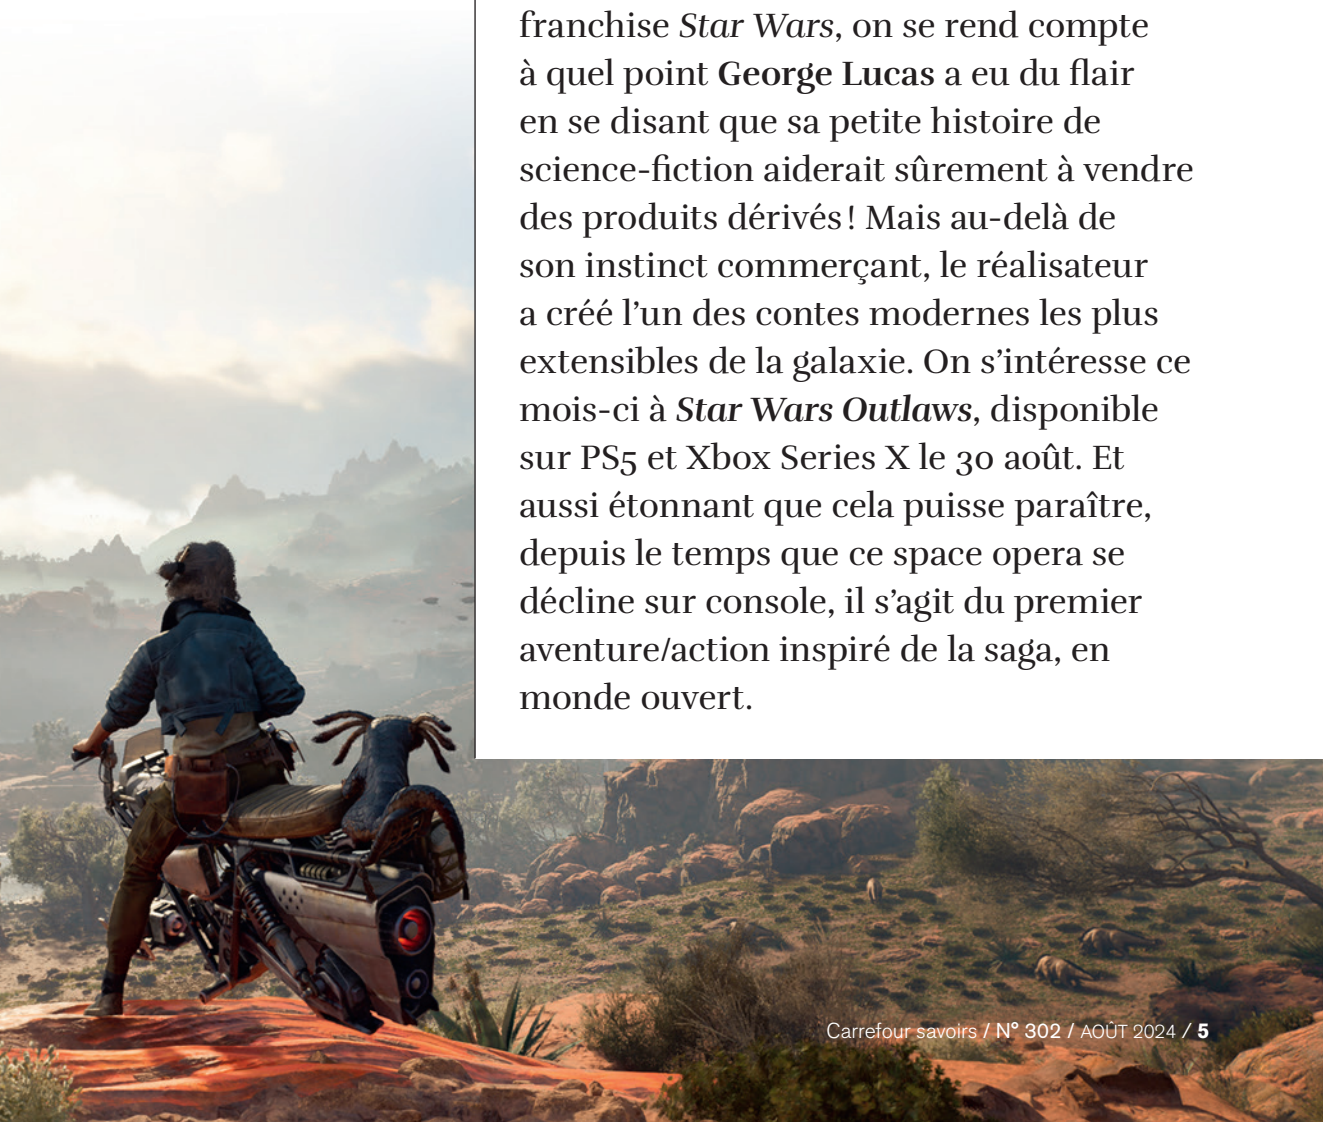 franchise Star Wars, on se rend compte
à quel point George Lucas a eu du flair
en se disant que sa petite histoire de
science-fiction aiderait sûrement à vendre
des produits dérivés ! Mais au-delà de
son instinct commerçant, le réalisateur
a créé l’un des contes modernes les plus
extensibles de la galaxie. On s’intéresse ce
mois-ci à Star Wars Outlaws, disponible
sur PS5 et Xbox Series X le 30 août. Et
aussi étonnant que cela puisse paraître,
depuis le temps que ce space opera se
décline sur console, il s’agit du premier
aventure/action inspiré de la saga, en
monde ouvert.
Carrefour savoirs / N° 302 / AOÛT 2024 / 5